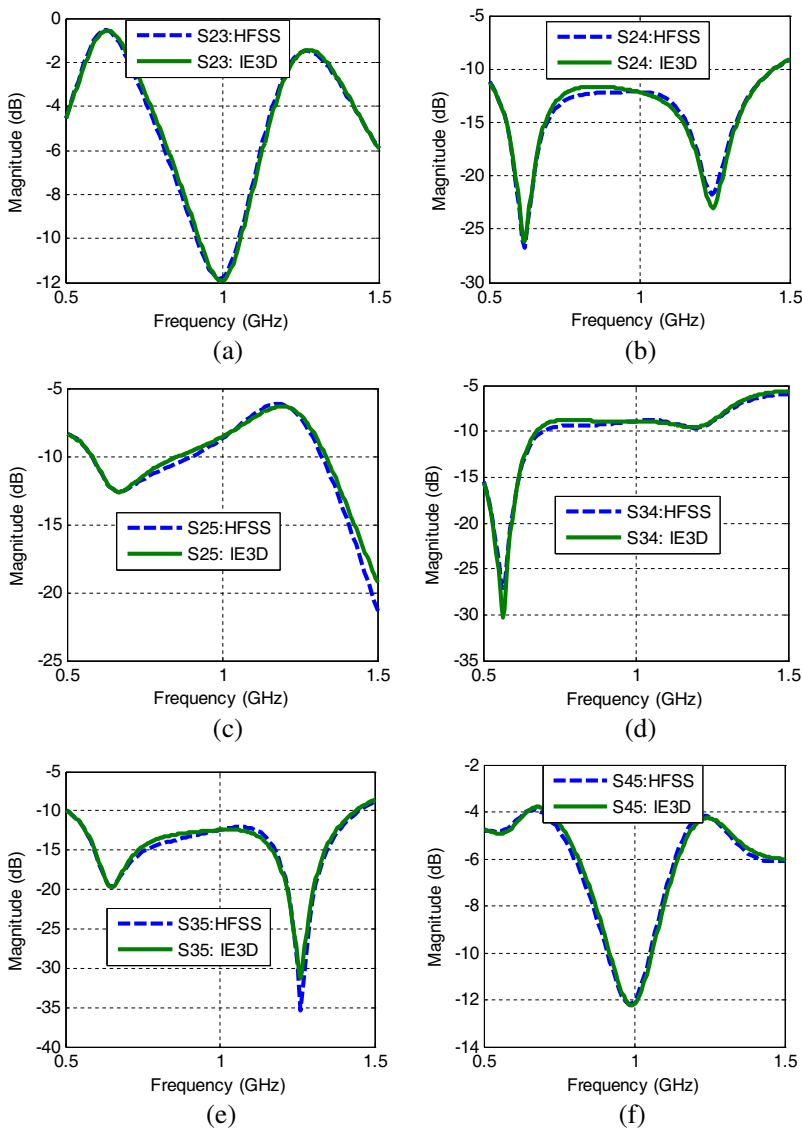 0
-2
-4
-6
-8
-10
-12
0.5
1
1.5
Magnitude (dB)
Frequency (GHz)
S23:HFSS
S23: IE3D
(a)
-5
-10
-15
-20
-25
-30
0.5
1
1.5
Magnitude (dB)
Frequency (GHz)
S24:HFSS
S24: IE3D
(b)
-5
-10
-15
-20
-25
0.5
1
1.5
Magnitude (dB)
Frequency (GHz)
S25:HFSS
S25: IE3D
(c)
-5
-10
-15
-20
-25
-30
-35
0.5
1
1.5
Magnitude (dB)
Frequency (GHz)
S34:HFSS
S34: IE3D
(d)
-5
-10
-15
-20
-25
-30
-35
-40
0.5
1
1.5
Magnitude (dB)
Frequency (GHz)
S35:HFSS
S35: IE3D
(e)
-2
-4
-6
-8
-10
-12
-14
0.5
1
1.5
Magnitude (dB)
Frequency (GHz)
S45:HFSS
S45: IE3D
(f)